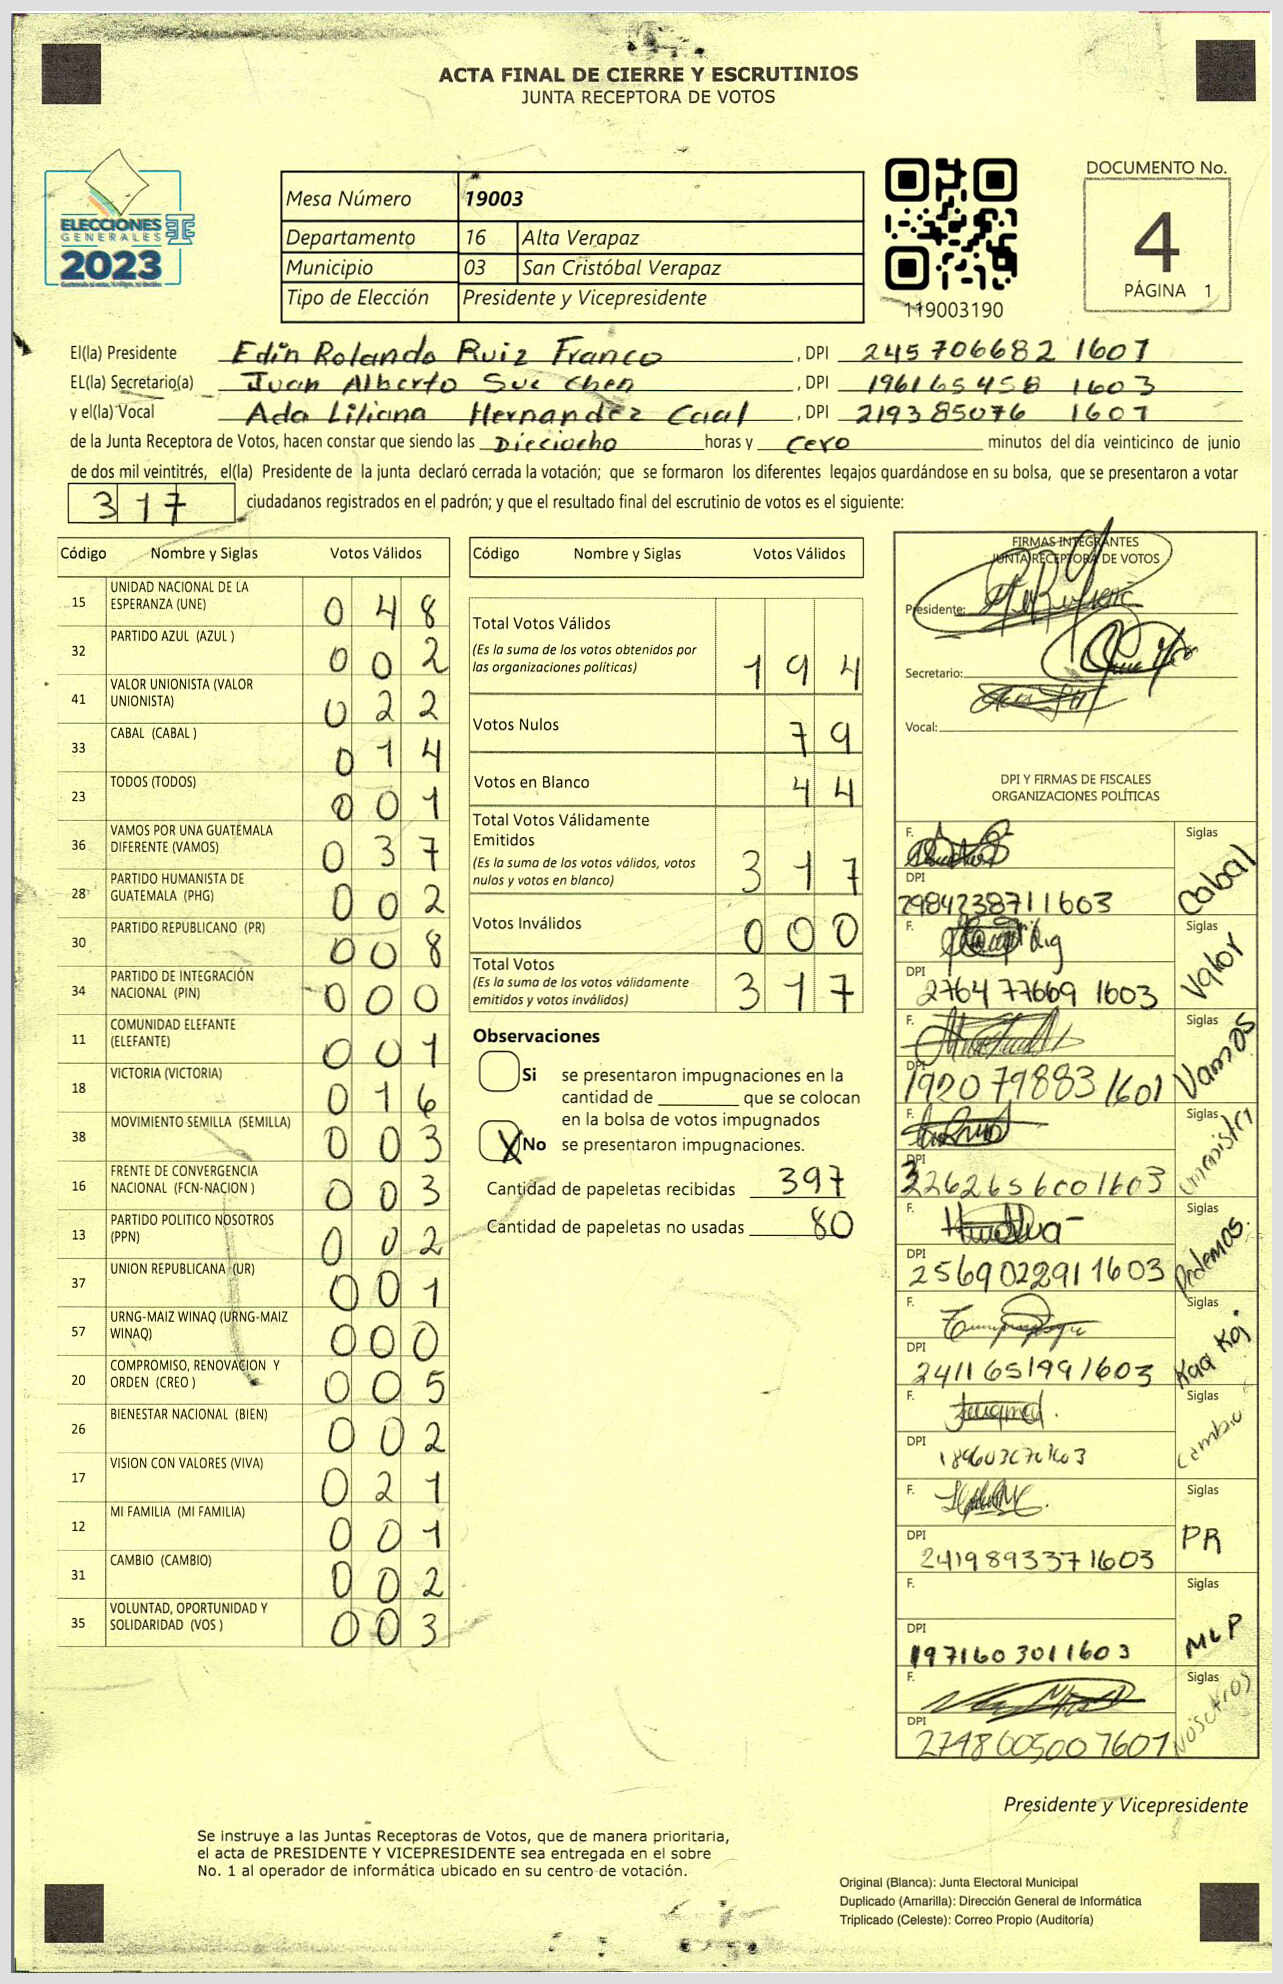 ACTA FINAL DE CIERRE Y ESCRUTINIOS
JUNTA RECEPTORA DE VOTOS
ELECCIONES
GENERALES
2023
Mesa Número 19003
Departamento 16 Alta Verapaz
Municipio 03 San Cristóbal Verapaz
Tipo de Elección Presidente y Vicepresidente
119003190
DOCUMENTO No.
4
PÁGINA 1
El(la) Presidente Edin Rolando Ruiz Franco , DPI 245706682 1607
EL(la) Secretario(a) Juan Alberto Suc Chen , DPI 196165458 1603
y el(la) Vocal Ada Liliana Hernandez Caal , DPI 219385076 1607
de la Junta Receptora de Votos, hacen constar que siendo las Dieciocho horas y cero minutos del día veinticinco de junio
de dos mil veintitrés, el(la) Presidente de la junta declaró cerrada la votación; que se formaron los diferentes legajos guardándose en su bolsa, que se presentaron a votar
317 ciudadanos registrados en el padrón; y que el resultado final del escrutinio de votos es el siguiente:
Código Nombre y Siglas Votos Válidos
15 UNIDAD NACIONAL DE LA ESPERANZA (UNE) 048
32 PARTIDO AZUL (AZUL ) 002
41 VALOR UNIONISTA (VALOR UNIONISTA) 022
33 CABAL (CABAL ) 014
23 TODOS (TODOS) 001
36 VAMOS POR UNA GUATEMALA DIFERENTE (VAMOS) 037
28 PARTIDO HUMANISTA DE GUATEMALA (PHG) 002
30 PARTIDO REPUBLICANO (PR) 008
34 PARTIDO DE INTEGRACIÓN NACIONAL (PIN) 000
11 COMUNIDAD ELEFANTE (ELEFANTE) 001
18 VICTORIA (VICTORIA) 016
38 MOVIMIENTO SEMILLA (SEMILLA) 003
16 FRENTE DE CONVERGENCIA NACIONAL (FCN-NACION ) 003
13 PARTIDO POLITICO NOSOTROS (PPN) 002
37 UNION REPUBLICANA (UR) 001
57 URNG-MAIZ WINAQ (URNG-MAIZ WINAQ) 000
20 COMPROMISO, RENOVACION Y ORDEN (CREO ) 005
26 BIENESTAR NACIONAL (BIEN) 002
17 VISION CON VALORES (VIVA) 021
12 MI FAMILIA (MI FAMILIA) 001
31 CAMBIO (CAMBIO) 002
35 VOLUNTAD, OPORTUNIDAD Y SOLIDARIDAD (VOS ) 003
Código Nombre y Siglas Votos Válidos
Total Votos Válidos 194
(Es la suma de los votos obtenidos por
las organizaciones políticas)
Votos Nulos 79
Votos en Blanco 44
Total Votos Válidamente
Emitidos 317
(Es la suma de los votos válidos, votos
nulos y votos en blanco)
Votos Inválidos 000
Total Votos 317
(Es la suma de los votos válidamente
emitidos y votos inválidos)
Observaciones
Si se presentaron impugnaciones en la
cantidad de ________ que se colocan
en la bolsa de votos impugnados
X No se presentaron impugnaciones.
Cantidad de papeletas recibidas 397
Cantidad de papeletas no usadas 80
FIRMAS INTEGRANTES
JUNTA RECEPTORA DE VOTOS
Presidente:
Secretario:
Vocal:
DPI Y FIRMAS DE FISCALES
ORGANIZACIONES POLÍTICAS
F. Siglas Cabal
DPI 2984238711603
F. Siglas Valor
DPI 2764 77669 1603
F. Siglas Vamos
DPI 192079883 1601
F. Siglas unionista
DPI
F. Siglas Podemos.
DPI 2569022911603
F. Siglas Kaa Koj
DPI 2411651991603
F. Siglas Cambio
DPI
F. Siglas PR
DPI 2419893371603
F. Siglas MLP
DPI 1971603011603
F. Siglas NOSOTROS
DPI 2748005007607
Presidente y Vicepresidente
Se instruye a las Juntas Receptoras de Votos, que de manera prioritaria,
el acta de PRESIDENTE Y VICEPRESIDENTE sea entregada en el sobre
No. 1 al operador de informática ubicado en su centro de votación.
Original (Blanca): Junta Electoral Municipal
Duplicado (Amarilla): Dirección General de Informática
Triplicado (Celeste): Correo Propio (Auditoría)